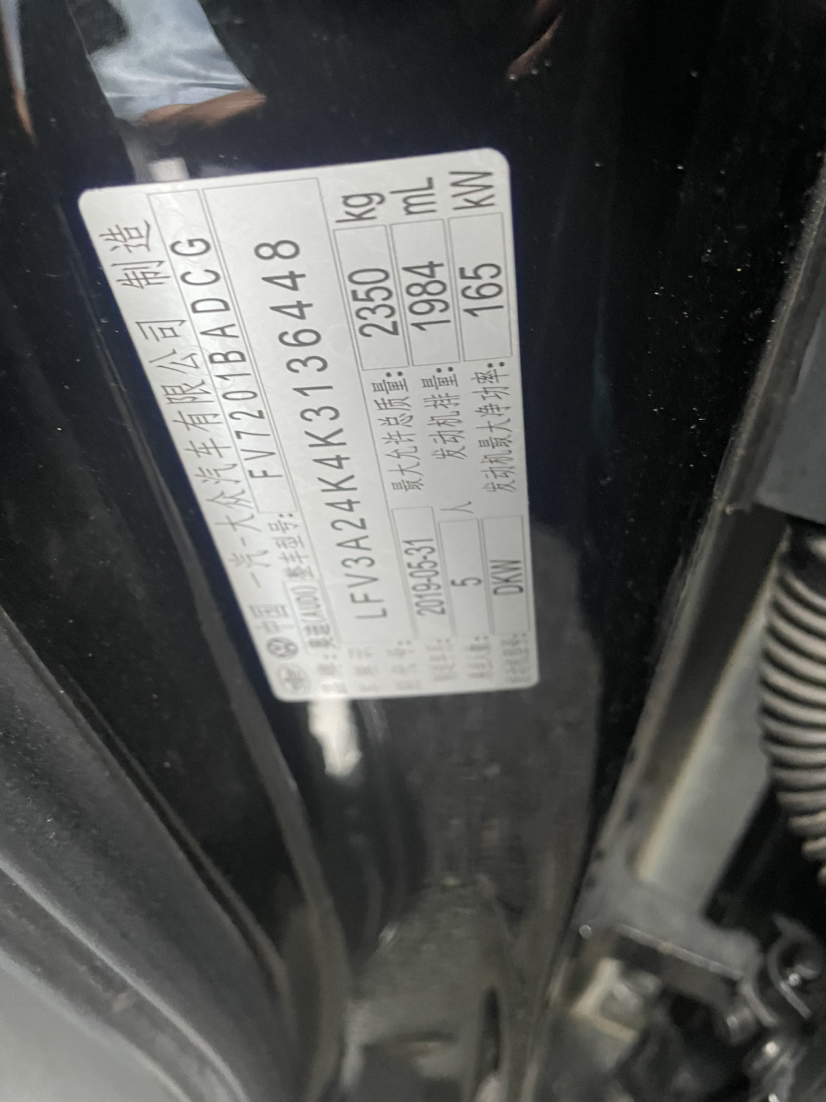 中国 一汽-大众汽车有限公司 制造
奥迪(AUDI) 整车型号: FV7201BADCG
LFV3A24K4K3136448
2019-05-31 最大允许总质量: 2350 kg
5 人 发动机排量: 1984 mL
DKW 发动机最大净功率: 165 kW